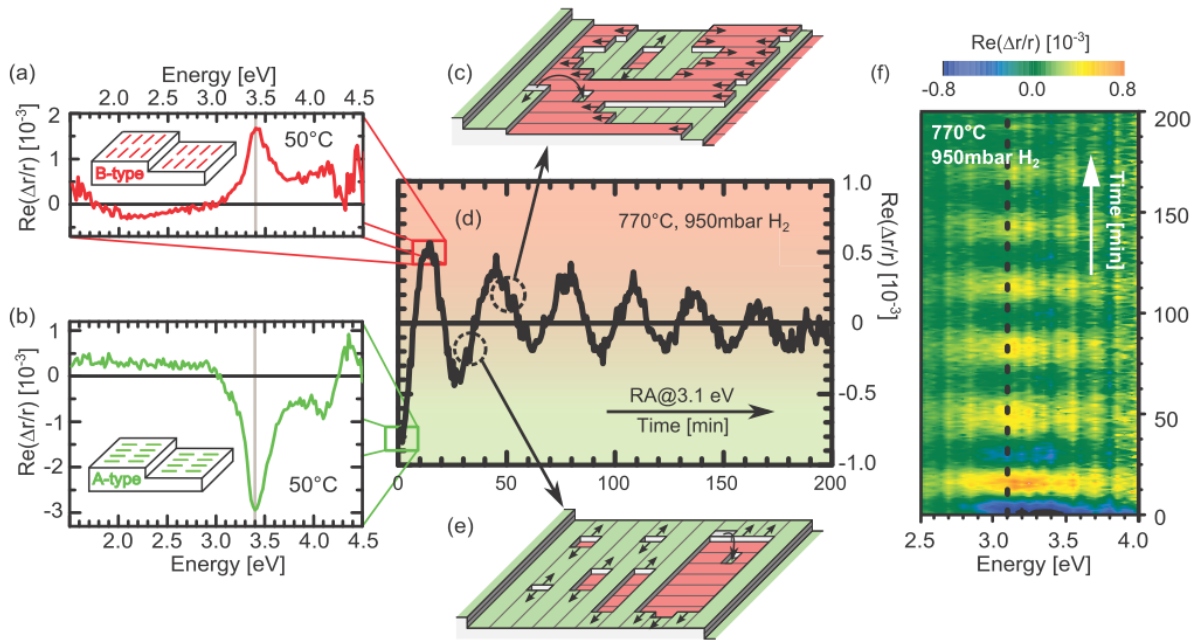 (a)
Energy [eV]
2.0 2.5 3.0 3.5 4.0 4.5
Re(Δr/r) [10⁻³]
2
1
0
50°C
B-type
(b)
Re(Δr/r) [10⁻³]
1
0
-1
-2
-3
50°C
A-type
2.0 2.5 3.0 3.5 4.0 4.5
Energy [eV]
(c)
(d)
770°C, 950mbar H₂
RA@3.1 eV
Time [min]
1.0
0.5
0
-0.5
-1.0
Re(Δr/r) [10⁻³]
0 50 100 150 200
(e)
(f)
Re(Δr/r) [10⁻³]
-0.8 0.0 0.8
770°C
950mbar H₂
Time [min]
200
150
100
50
0
Time [min]
2.5 3.0 3.5 4.0
Energy [eV]